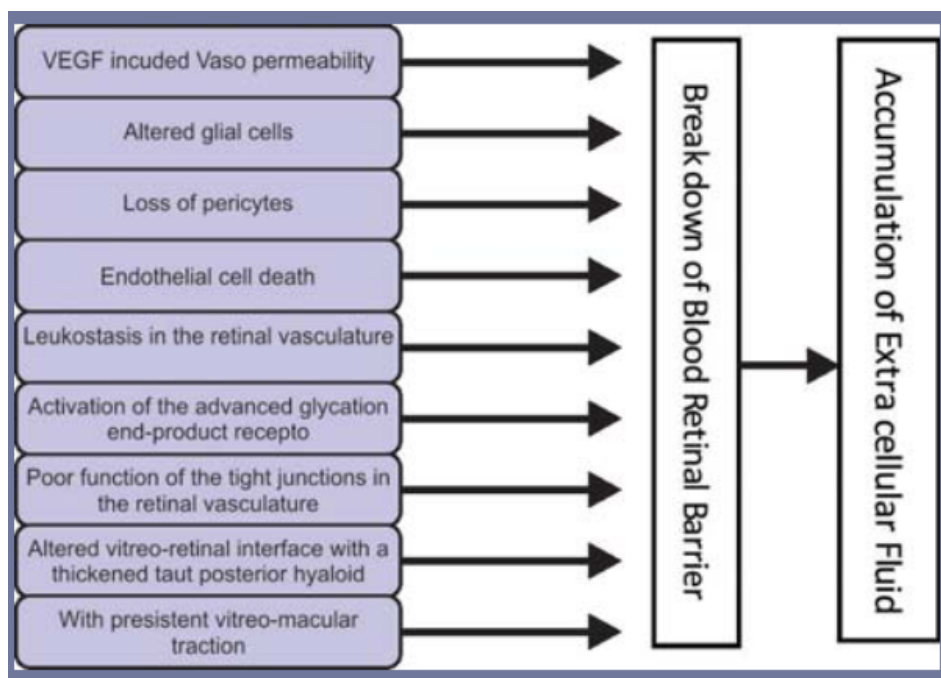 VEGF incuded Vaso permeability
Altered glial cells
Loss of pericytes
Endothelial cell death
Leukostasis in the retinal vasculature
Activation of the advanced glycation
end-product recepto
Poor function of the tight junctions in
the retinal vasculature
Altered vitreo-retinal interface with a
thickened taut posterior hyaloid
With presistent vitreo-macular
traction
Breakdown of Blood Retinal Barrier
Accumulation of Extra cellular Fluid